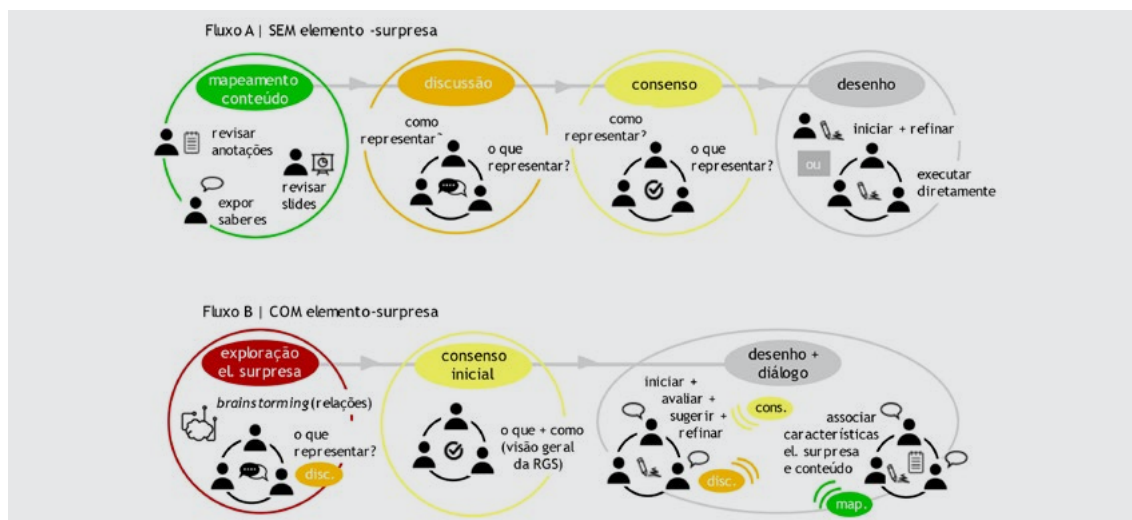 Fluxo A | SEM elemento -surpresa
mapeamento
conteúdo
revisar
anotações
revisar
slides
expor
saberes
discussão
como
representar?
o que
representar?
consenso
como
representar?
o que
representar?
desenho
iniciar + refinar
ou
executar
diretamente
Fluxo B | COM elemento-surpresa
exploração
el. surpresa
brainstorming (relações)
o que
representar?
disc.
consenso
inicial
o que + como
(visão geral
da RGS)
desenho +
diálogo
iniciar +
avaliar +
sugerir +
refinar
cons.
disc.
associar
características
el. surpresa
e conteúdo
map.